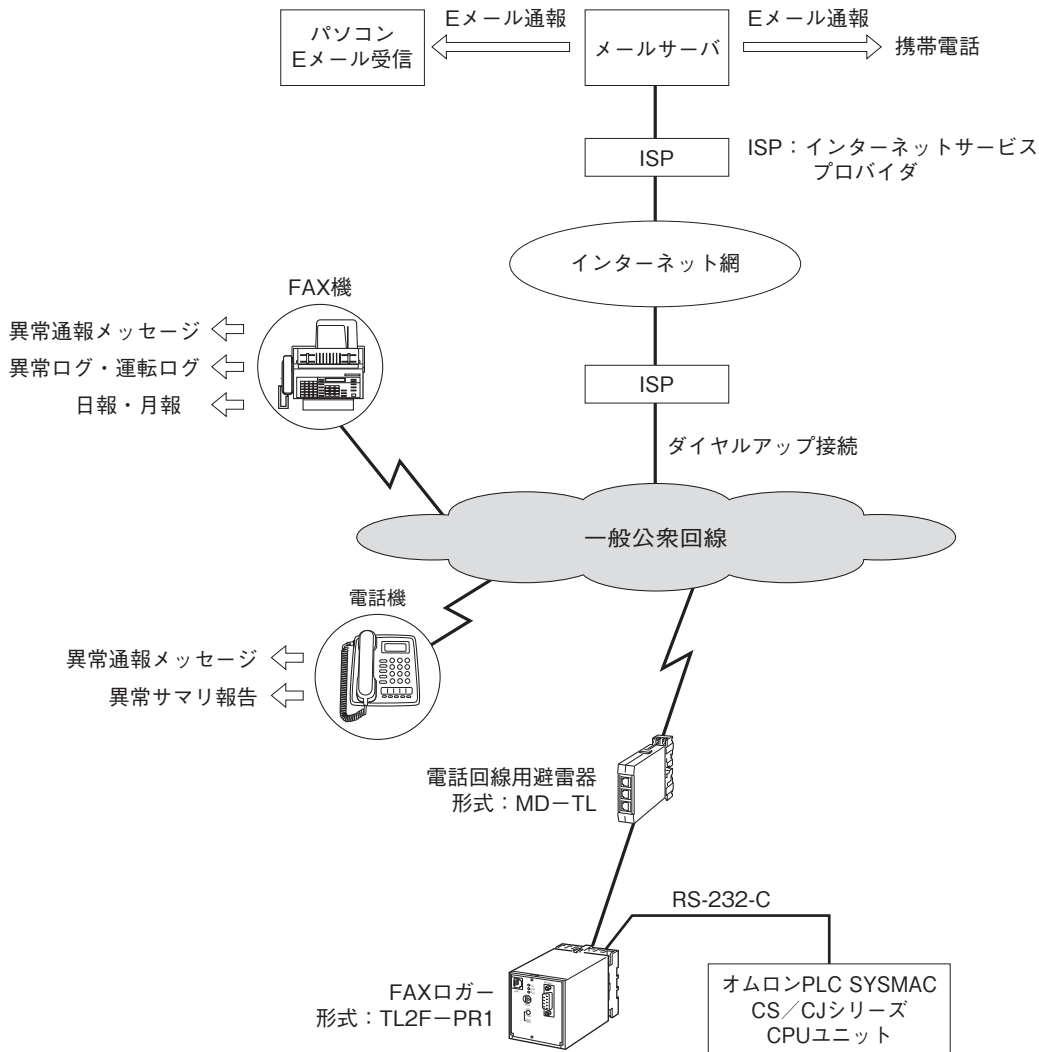 パソコン
Eメール受信
Eメール通報
メールサーバ
Eメール通報
携帯電話
ISP
ISP：インターネットサービス
プロバイダ
インターネット網
FAX機
異常通報メッセージ
異常ログ・運転ログ
日報・月報
ISP
ダイヤルアップ接続
一般公衆回線
電話機
異常通報メッセージ
異常サマリ報告
電話回線用避雷器
形式：MD－TL
RS-232-C
FAXロガー
形式：TL2F－PR1
オムロンPLC SYSMAC
CS／CJシリーズ
CPUユニット